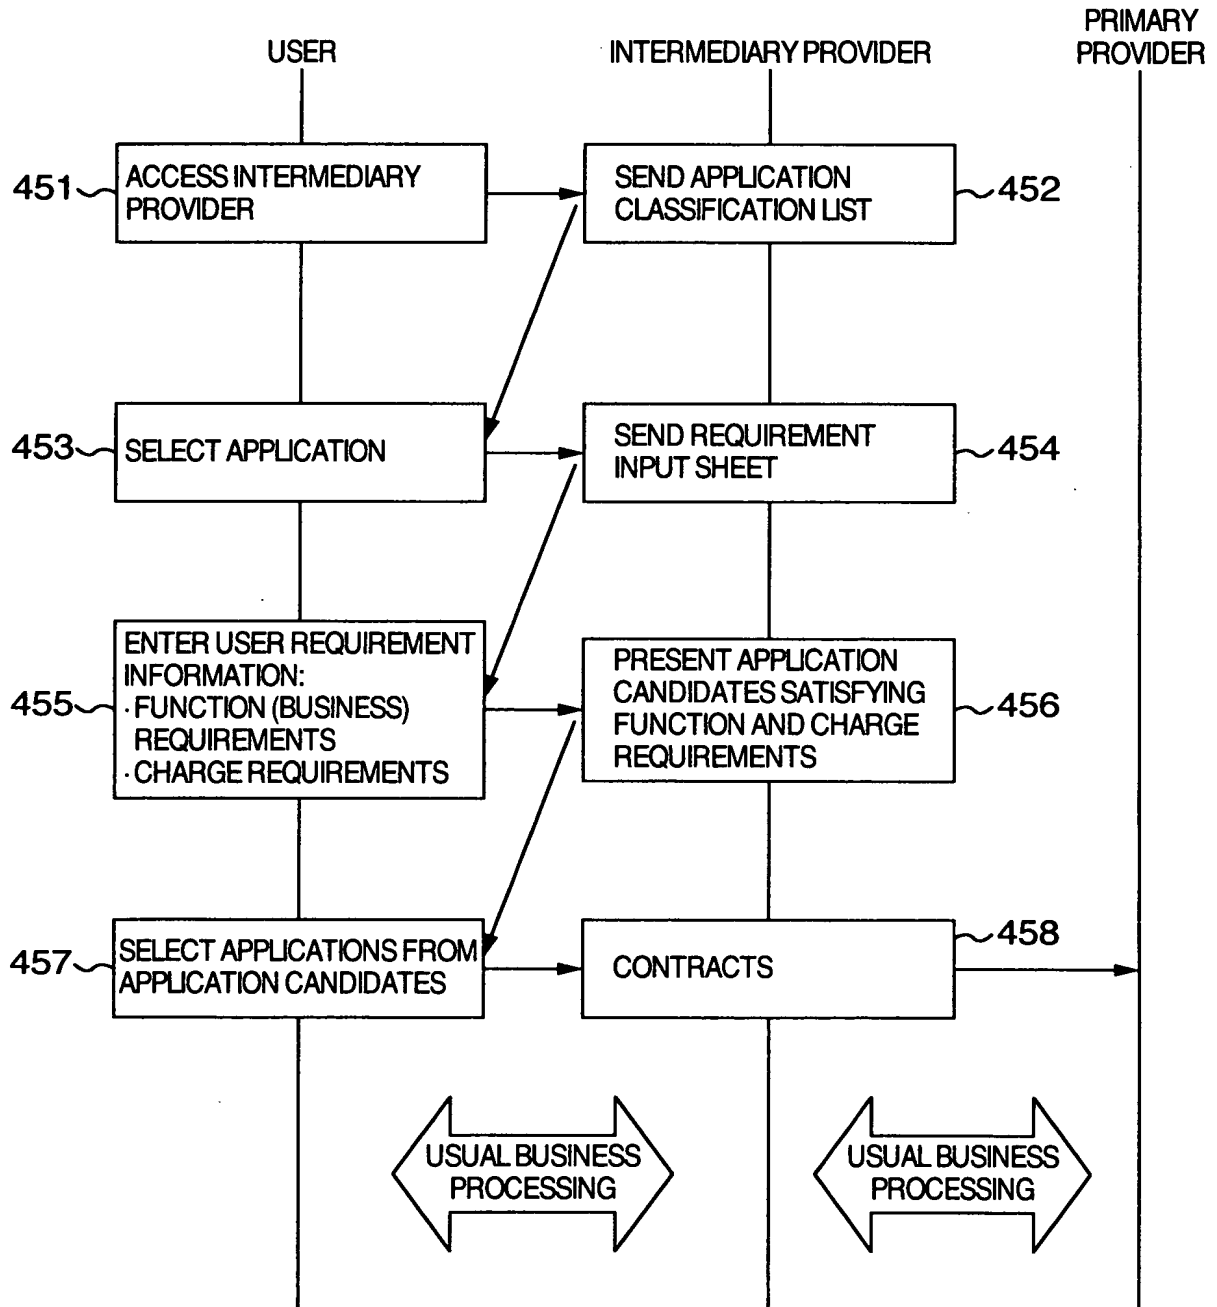 USER
INTERMEDIARY PROVIDER
PRIMARY
PROVIDER
451
ACCESS INTERMEDIARY
PROVIDER
SEND APPLICATION
CLASSIFICATION LIST
452
453
SELECT APPLICATION
SEND REQUIREMENT
INPUT SHEET
454
455
ENTER USER REQUIREMENT
INFORMATION:
· FUNCTION (BUSINESS)
REQUIREMENTS
· CHARGE REQUIREMENTS
PRESENT APPLICATION
CANDIDATES SATISFYING
FUNCTION AND CHARGE
REQUIREMENTS
456
457
SELECT APPLICATIONS FROM
APPLICATION CANDIDATES
CONTRACTS
458
USUAL BUSINESS
PROCESSING
USUAL BUSINESS
PROCESSING